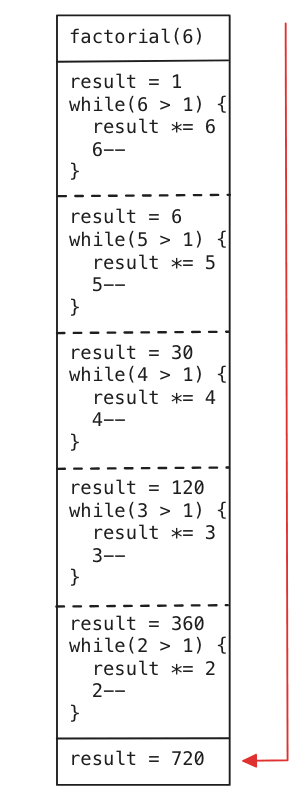 factorial(6)
result = 1
while(6 > 1) {
  result *= 6
  6--
}
result = 6
while(5 > 1) {
  result *= 5
  5--
}
result = 30
while(4 > 1) {
  result *= 4
  4--
}
result = 120
while(3 > 1) {
  result *= 3
  3--
}
result = 360
while(2 > 1) {
  result *= 2
  2--
}
result = 720